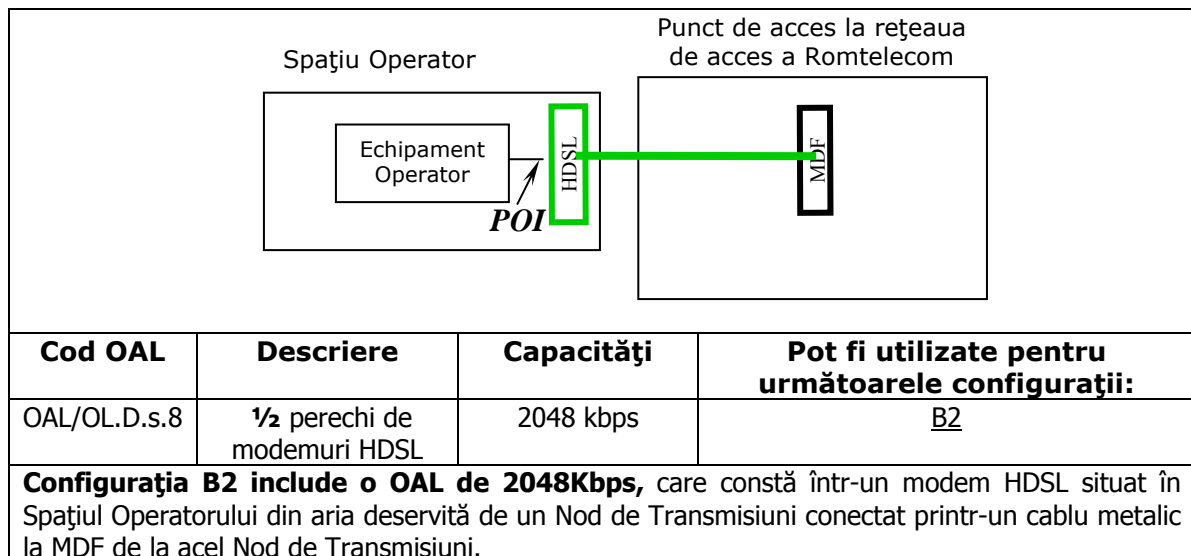 Punct de acces la reţeaua
de acces a Romtelecom
Spaţiu Operator
Echipament
Operator
POI
HDSL
MDF
Cod OAL
Descriere
Capacităţi
Pot fi utilizate pentru
următoarele configuraţii:
OAL/OL.D.s.8
½ perechi de
modemuri HDSL
2048 kbps
B2
Configuraţia B2 include o OAL de 2048Kbps, care constă într-un modem HDSL situat în
Spaţiul Operatorului din aria deservită de un Nod de Transmisiuni conectat printr-un cablu metalic
la MDF de la acel Nod de Transmisiuni.